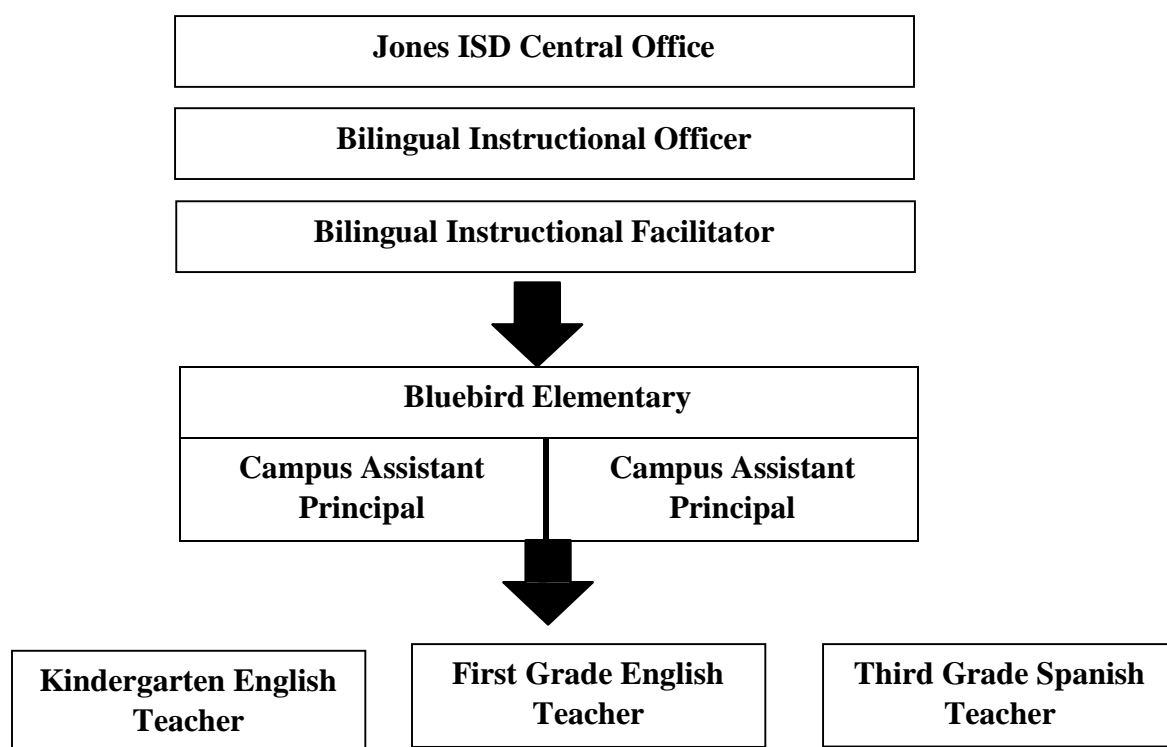 Jones ISD Central Office
Bilingual Instructional Officer
Bilingual Instructional Facilitator
Bluebird Elementary
Campus Assistant
Principal
Campus Assistant
Principal
Kindergarten English
Teacher
First Grade English
Teacher
Third Grade Spanish
Teacher